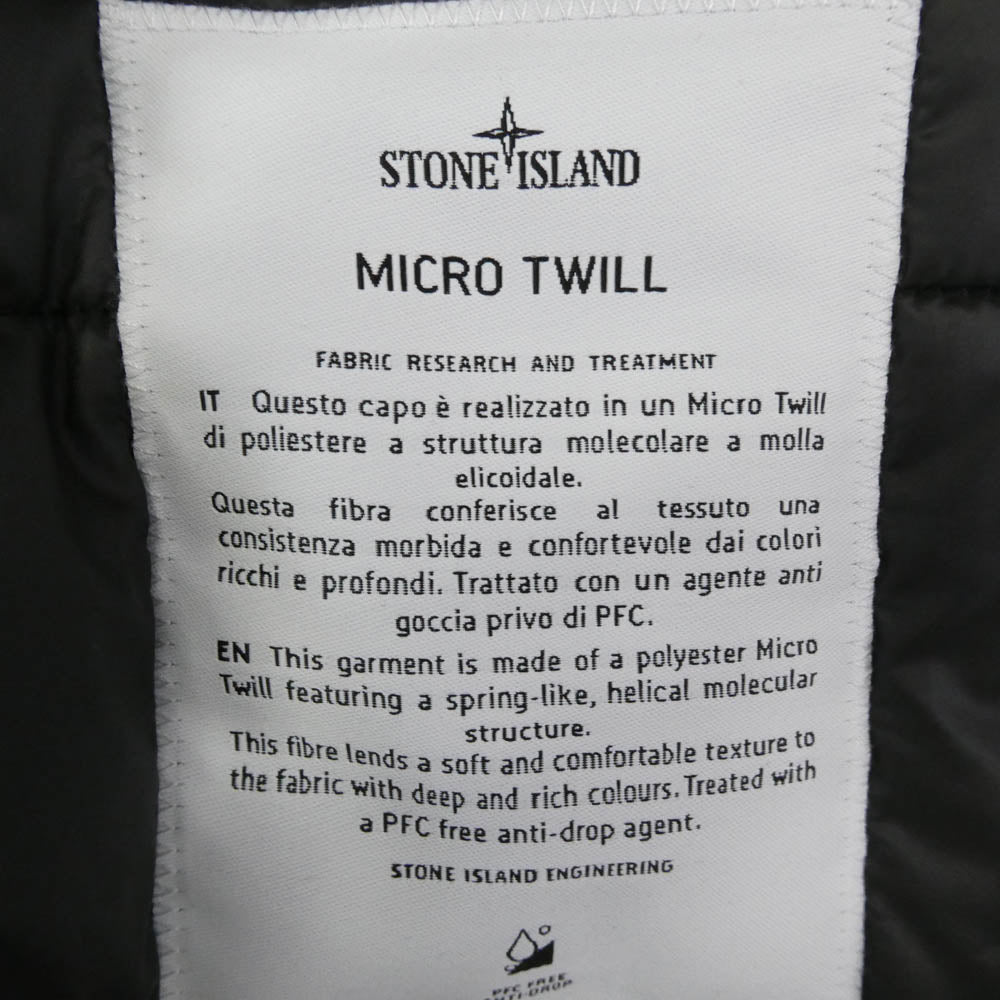 STONE ISLAND
MICRO TWILL
FABRIC RESEARCH AND TREATMENT
IT Questo capo è realizzato in un Micro Twill
di poliestere a struttura molecolare a molla
elicoidale.
Questa fibra conferisce al tessuto una
consistenza morbida e confortevole dai colori
ricchi e profondi. Trattato con un agente anti
goccia privo di PFC.
EN This garment is made of a polyester Micro
Twill featuring a spring-like, helical molecular
structure.
This fibre lends a soft and comfortable texture to
the fabric with deep and rich colours. Treated with
a PFC free anti-drop agent.
STONE ISLAND ENGINEERING
PFC FREE
ANTI-DROP